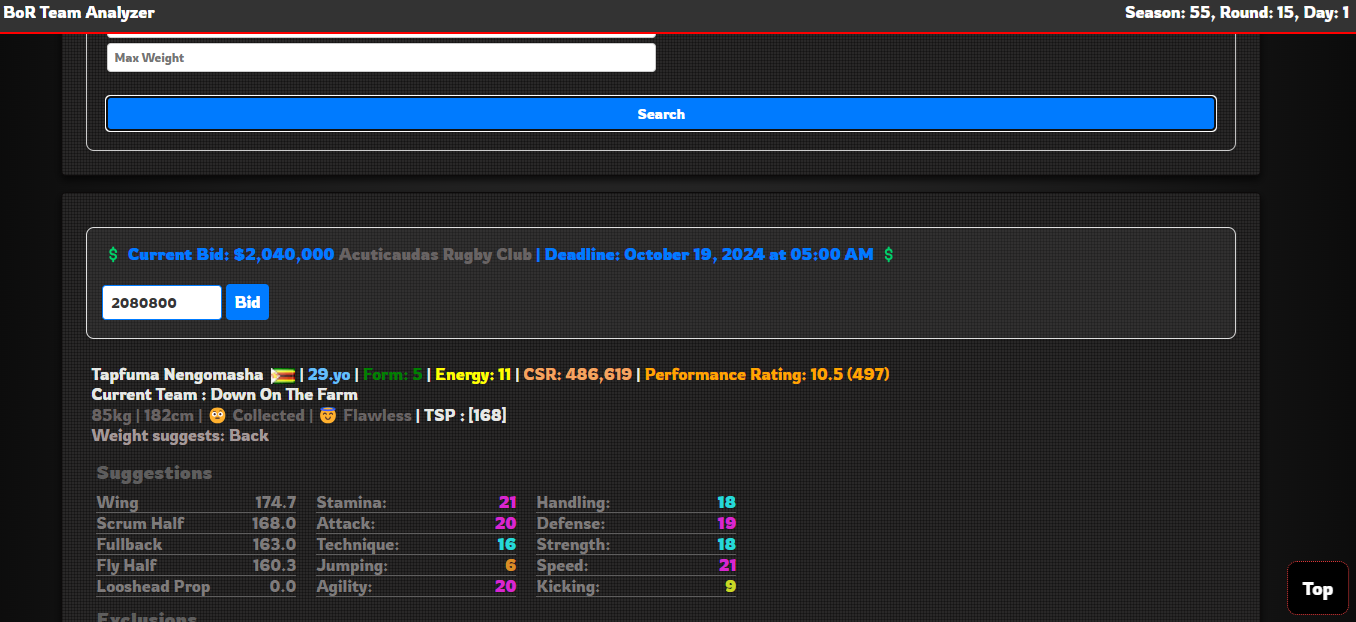 BoR Team Analyzer Season: 55, Round: 15, Day: 1
Max Weight
Search
$ Current Bid: $2,040,000 Acuticaudas Rugby Club | Deadline: October 19, 2024 at 05:00 AM $
2080800 Bid
Tapfuma Nengomasha | 29.yo | Form: 5 | Energy: 11 | CSR: 486,619 | Performance Rating: 10.5 (497)
Current Team : Down On The Farm
85kg | 182cm | 😳 Collected | 😇 Flawless | TSP : [168]
Weight suggests: Back
Suggestions
Wing 174.7 Stamina: 21 Handling: 18
Scrum Half 168.0 Attack: 20 Defense: 19
Fullback 163.0 Technique: 16 Strength: 18
Fly Half 160.3 Jumping: 6 Speed: 21
Looshead Prop 0.0 Agility: 20 Kicking: 9
Top
Exclusions